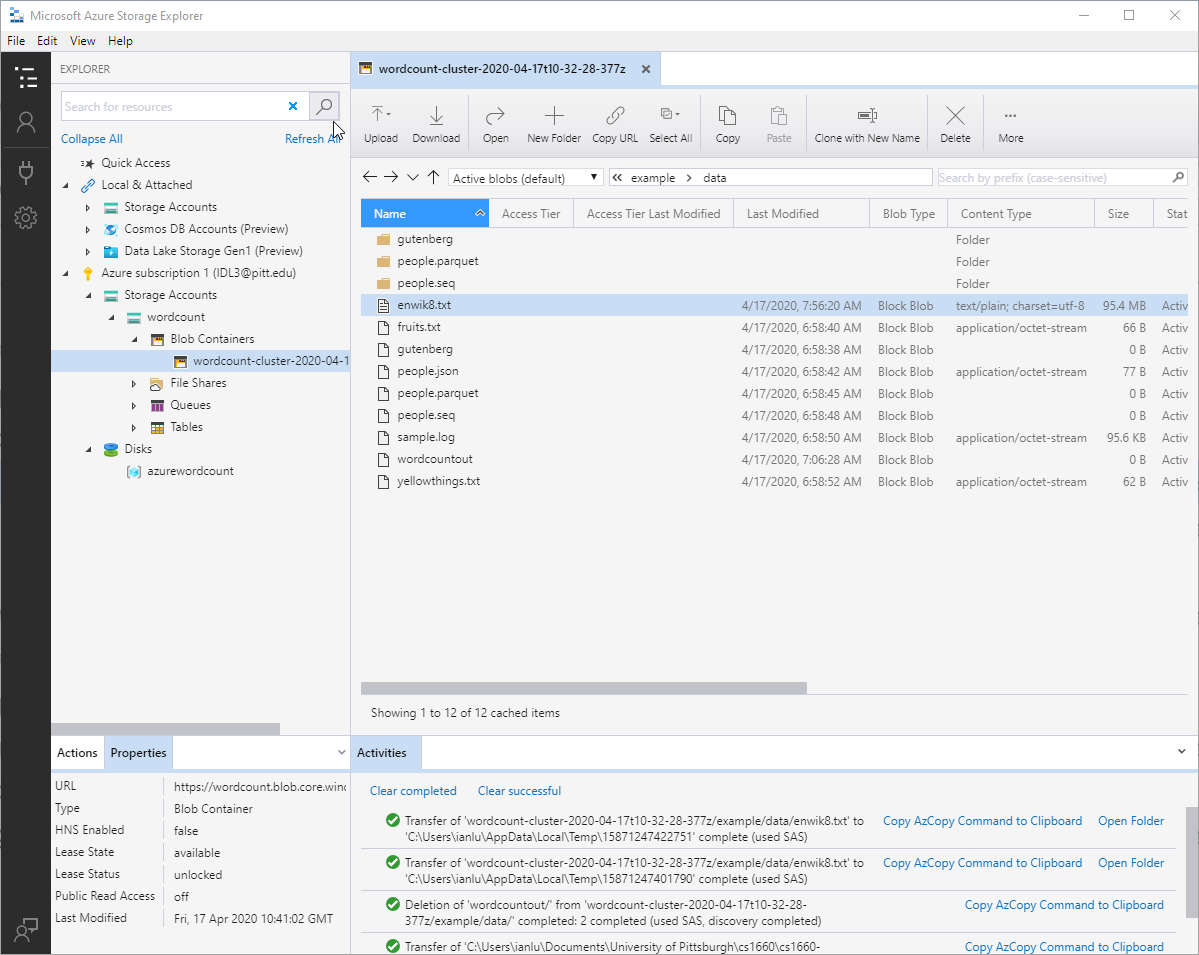 Microsoft Azure Storage Explorer
File Edit View Help
EXPLORER
Search for resources
Collapse All Refresh All
Quick Access
Local & Attached
Storage Accounts
Cosmos DB Accounts (Preview)
Data Lake Storage Gen1 (Preview)
Azure subscription 1 (IDL3@pitt.edu)
Storage Accounts
wordcount
Blob Containers
wordcount-cluster-2020-04-1
File Shares
Queues
Tables
Disks
azurewordcount
wordcount-cluster-2020-04-17t10-32-28-377z
Upload Download Open New Folder Copy URL Select All Copy Paste Clone with New Name Delete More
Active blobs (default) example data Search by prefix (case-sensitive)
Name Access Tier Access Tier Last Modified Last Modified Blob Type Content Type Size Stat
gutenberg Folder
people.parquet Folder
people.seq Folder
enwik8.txt 4/17/2020, 7:56:20 AM Block Blob text/plain; charset=utf-8 95.4 MB Activ
fruits.txt 4/17/2020, 6:58:40 AM Block Blob application/octet-stream 66 B Activ
gutenberg 4/17/2020, 6:58:38 AM Block Blob 0 B Activ
people.json 4/17/2020, 6:58:42 AM Block Blob application/octet-stream 77 B Activ
people.parquet 4/17/2020, 6:58:45 AM Block Blob 0 B Activ
people.seq 4/17/2020, 6:58:48 AM Block Blob 0 B Activ
sample.log 4/17/2020, 6:58:50 AM Block Blob application/octet-stream 95.6 KB Activ
wordcountout 4/17/2020, 7:06:28 AM Block Blob 0 B Activ
yellowthings.txt 4/17/2020, 6:58:52 AM Block Blob application/octet-stream 62 B Activ
Showing 1 to 12 of 12 cached items
Actions Properties
URL https://wordcount.blob.core.wind
Type Blob Container
HNS Enabled false
Lease State available
Lease Status unlocked
Public Read Access off
Last Modified Fri, 17 Apr 2020 10:41:02 GMT
Activities
Clear completed Clear successful
Transfer of 'wordcount-cluster-2020-04-17t10-32-28-377z/example/data/enwik8.txt' to Copy AzCopy Command to Clipboard Open Folder
'C:\Users\ianlu\AppData\Local\Temp\15871247422751' complete (used SAS)
Transfer of 'wordcount-cluster-2020-04-17t10-32-28-377z/example/data/enwik8.txt' to Copy AzCopy Command to Clipboard Open Folder
'C:\Users\ianlu\AppData\Local\Temp\15871247401790' complete (used SAS)
Deletion of 'wordcountout/' from 'wordcount-cluster-2020-04-17t10-32-28- Copy AzCopy Command to Clipboard
377z/example/data/' completed: 2 completed (used SAS, discovery completed)
Transfer of 'C:\Users\ianlu\Documents\University of Pittsburgh\cs1660\cs1660- Copy AzCopy Command to Clipboard